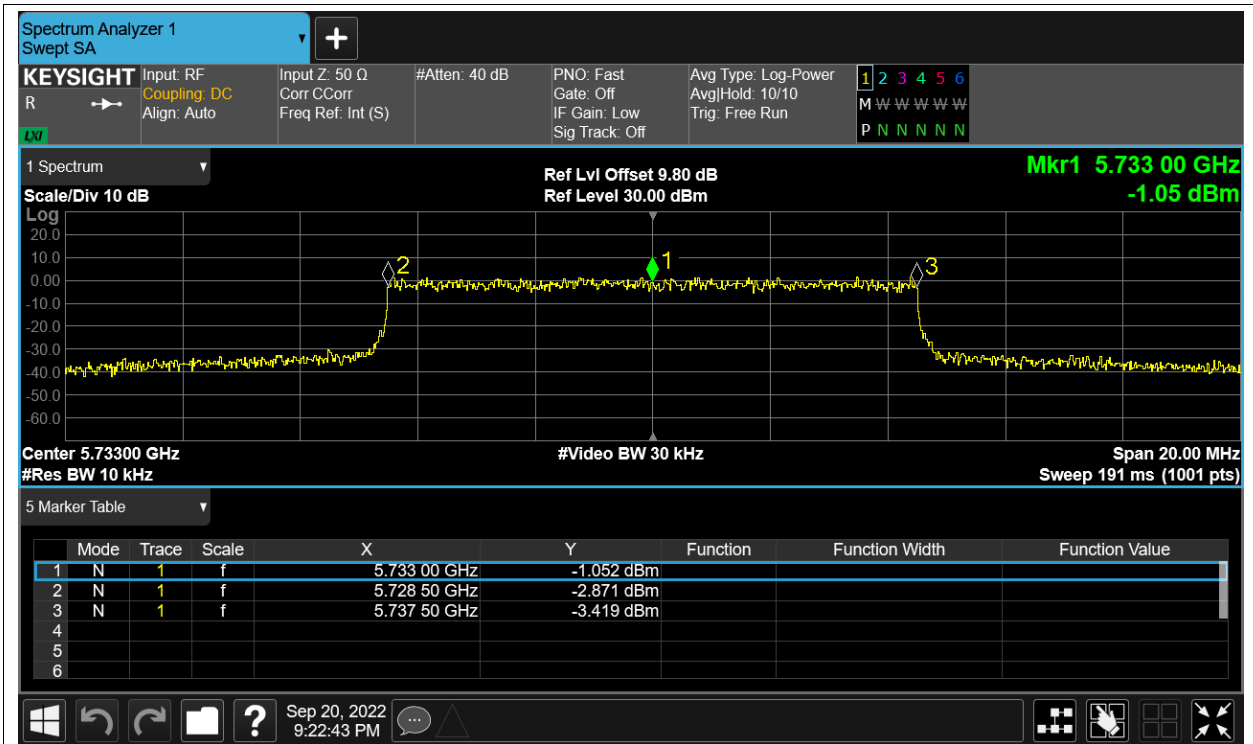 Spectrum Analyzer 1
Swept SA
KEYSIGHT
R
LXI
Input: RF
Coupling: DC
Align: Auto
Input Z: 50 Ω
Corr CCorr
Freq Ref: Int (S)
#Atten: 40 dB
PNO: Fast
Gate: Off
IF Gain: Low
Sig Track: Off
Avg Type: Log-Power
Avg|Hold: 10/10
Trig: Free Run
1 2 3 4 5 6
M W W W W W
P N N N N N
1 Spectrum
Scale/Div 10 dB
Ref Lvl Offset 9.80 dB
Ref Level 30.00 dBm
Mkr1 5.733 00 GHz
-1.05 dBm
Log
20.0
10.0
0.00
-10.0
-20.0
-30.0
-40.0
-50.0
-60.0
2
1
3
Center 5.73300 GHz
#Res BW 10 kHz
#Video BW 30 kHz
Span 20.00 MHz
Sweep 191 ms (1001 pts)
5 Marker Table
Mode Trace Scale X Y Function Function Width Function Value
1 N 1 f 5.733 00 GHz -1.052 dBm
2 N 1 f 5.728 50 GHz -2.871 dBm
3 N 1 f 5.737 50 GHz -3.419 dBm
4
5
6
?
Sep 20, 2022
9:22:43 PM